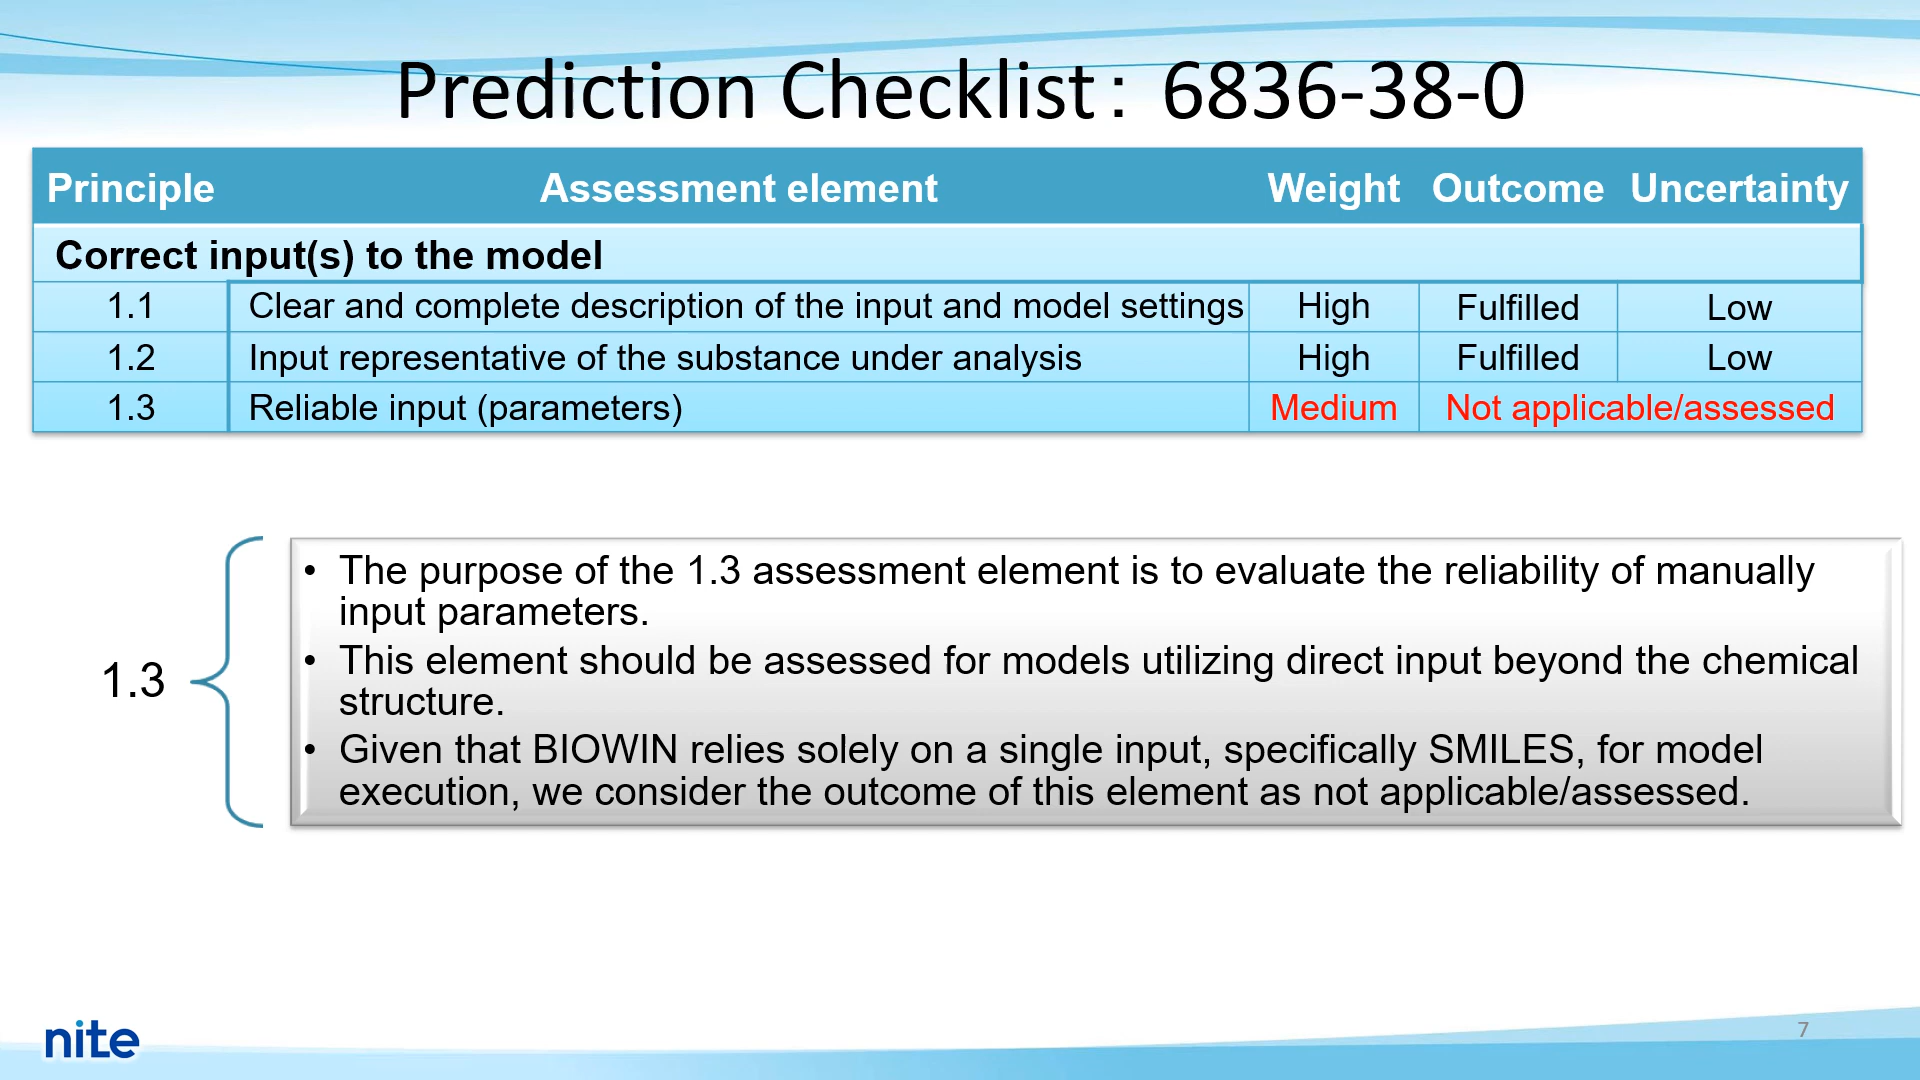 Prediction Checklist： 6836-38-0
Principle Assessment element Weight Outcome Uncertainty
Correct input(s) to the model
1.1 Clear and complete description of the input and model settings High Fulfilled Low
1.2 Input representative of the substance under analysis High Fulfilled Low
1.3 Reliable input (parameters) Medium Not applicable/assessed
1.3
• The purpose of the 1.3 assessment element is to evaluate the reliability of manually
input parameters.
• This element should be assessed for models utilizing direct input beyond the chemical
structure.
• Given that BIOWIN relies solely on a single input, specifically SMILES, for model
execution, we consider the outcome of this element as not applicable/assessed.
nite
7